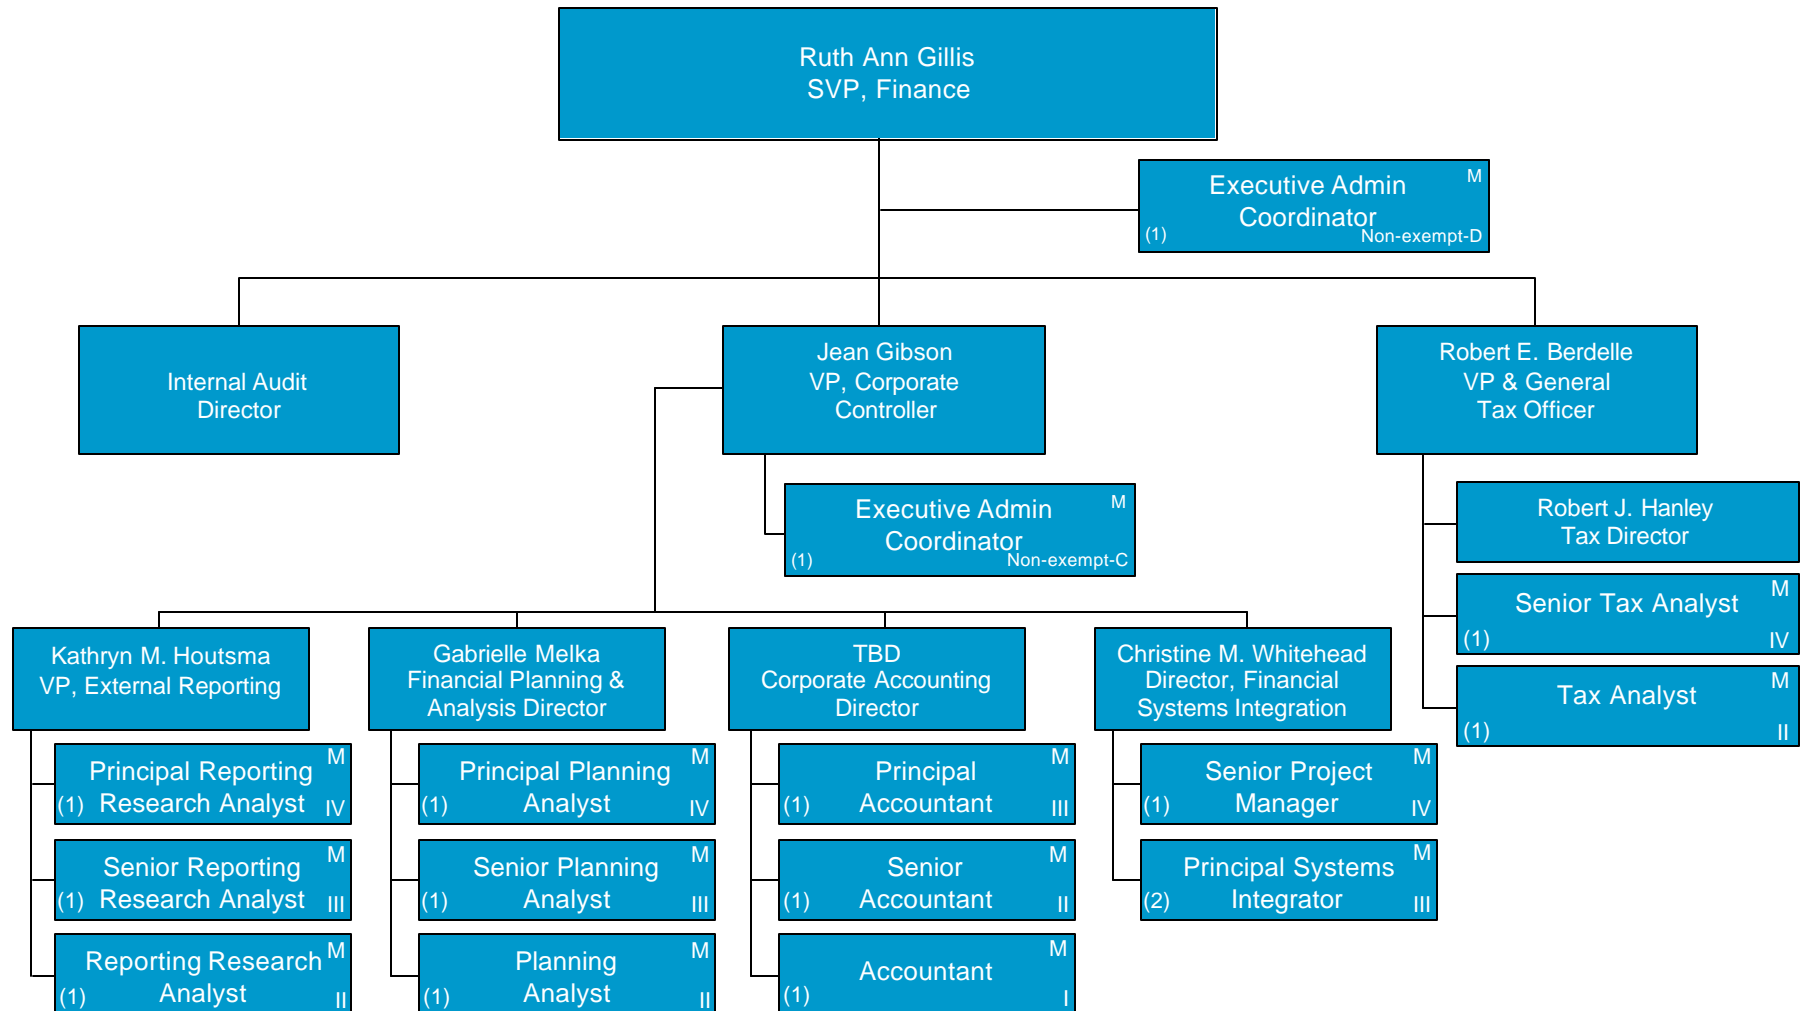 Ruth Ann Gillis
SVP, Finance
Executive Admin
Coordinator
M
(1)
Non-exempt-D
Internal Audit
Director
Jean Gibson
VP, Corporate
Controller
Robert E. Berdelle
VP & General
Tax Officer
Executive Admin
Coordinator
M
(1)
Non-exempt-C
Robert J. Hanley
Tax Director
Senior Tax Analyst
M
(1)
IV
Tax Analyst
M
(1)
II
Kathryn M. Houtsma
VP, External Reporting
Gabrielle Melka
Financial Planning &
Analysis Director
TBD
Corporate Accounting
Director
Christine M. Whitehead
Director, Financial
Systems Integration
Principal Reporting
Research Analyst
M
(1)
IV
Senior Reporting
Research Analyst
M
(1)
III
Reporting Research
Analyst
M
(1)
II
Principal Planning
Analyst
M
(1)
IV
Senior Planning
Analyst
M
(1)
III
Planning
Analyst
M
(1)
II
Principal
Accountant
M
(1)
III
Senior
Accountant
M
(1)
II
Accountant
M
(1)
I
Senior Project
Manager
M
(1)
IV
Principal Systems
Integrator
M
(2)
III